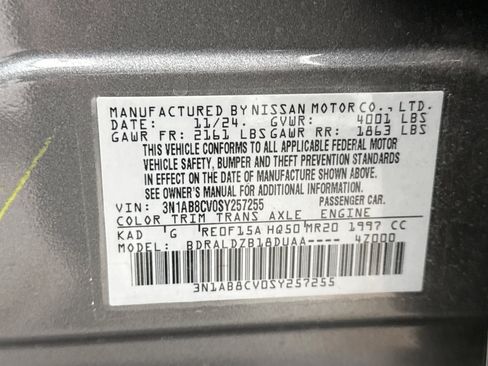 MANUFACTURED BY NISSAN MOTOR CO., LTD.
DATE: 11/24 GVWR: 4001 LBS
GAWR FR: 2161 LBS GAWR RR: 1863 LBS
THIS VEHICLE CONFORMS TO ALL APPLICABLE FEDERAL MOTOR
VEHICLE SAFETY, BUMPER AND THEFT PREVENTION STANDARDS
IN EFFECT ON THE DATE OF MANUFACTURE SHOWN ABOVE.
SEE OWNER'S MANUAL FOR ADDITIONAL INFORMATION.
VIN: 3N1AB8CV0SY257255 PASSENGER CAR.
COLOR TRIM TRANS AXLE ENGINE
KAD G RE0F15A HQ50 MR20 1997 CC
BDRALDZB18DUAA---- 47000
3N1AB8CV0SY257255